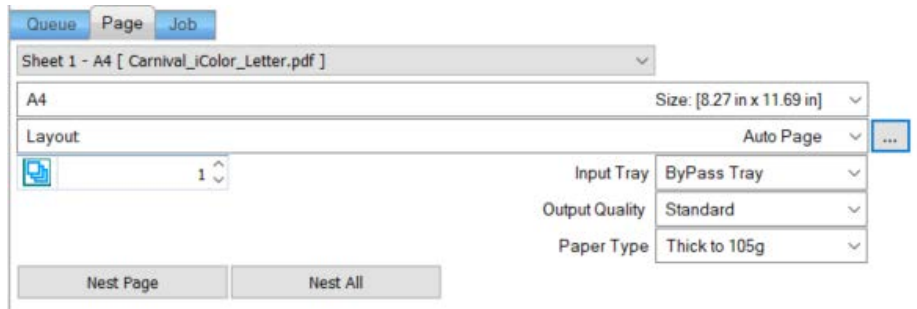 Queue Page Job
Sheet 1 - A4 [ Carnival_iColor_Letter.pdf ]
A4 Size: [8.27 in x 11.69 in]
Layout Auto Page ...
1 Input Tray ByPass Tray
Output Quality Standard
Paper Type Thick to 105g
Nest Page Nest All